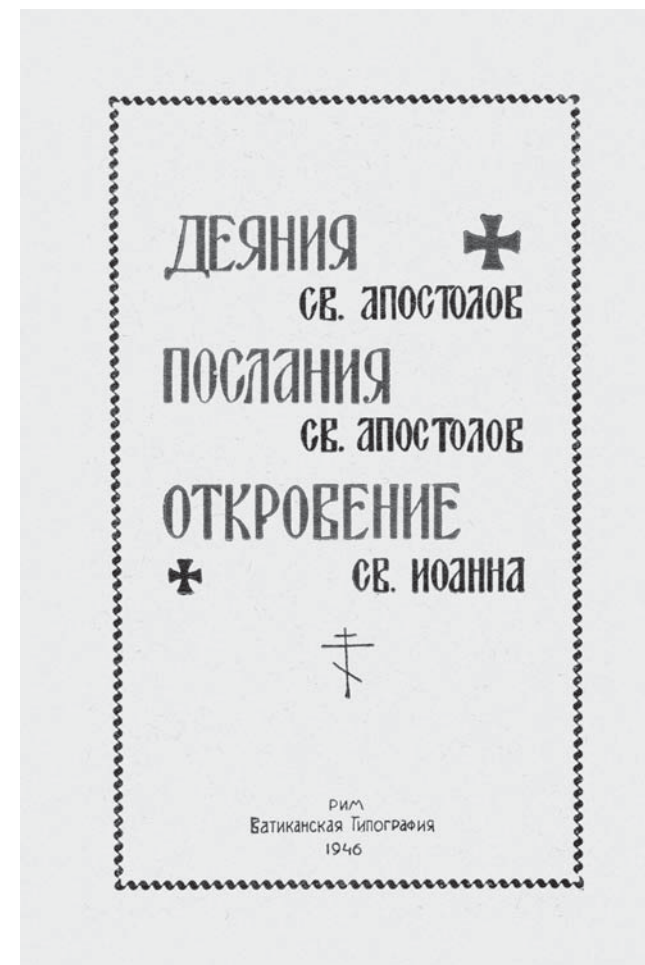 ДЕЯНИЯ
СВ. АПОСТОЛОВ
ПОСЛАНИЯ
СВ. АПОСТОЛОВ
ОТКРОВЕНИЕ
СВ. ИОАННА
РИМ
Ватиканская Типография
1946